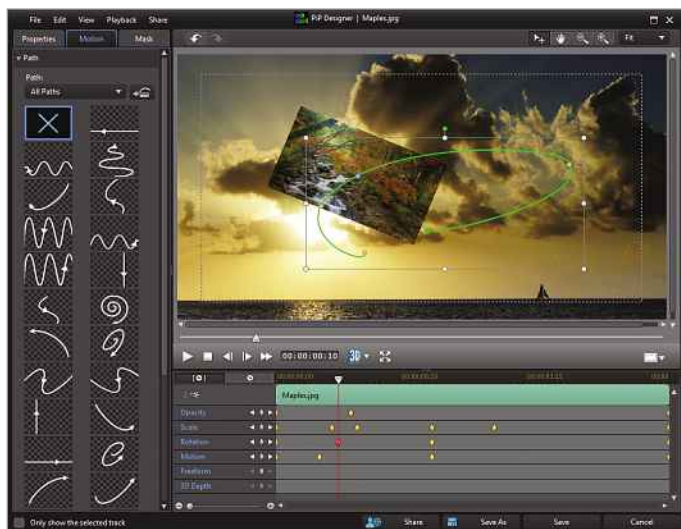 File Edit View Playback Share
PiP Designer | Maples.jpg
Properties Motion Mask
Fit
Path
Path:
All Paths
00:00:00:10
3D
Maples.jpg
Opacity
Scale
Rotation
Motion
Freeform
3D Depth
Only show the selected track
Share
Save As
Save
Cancel